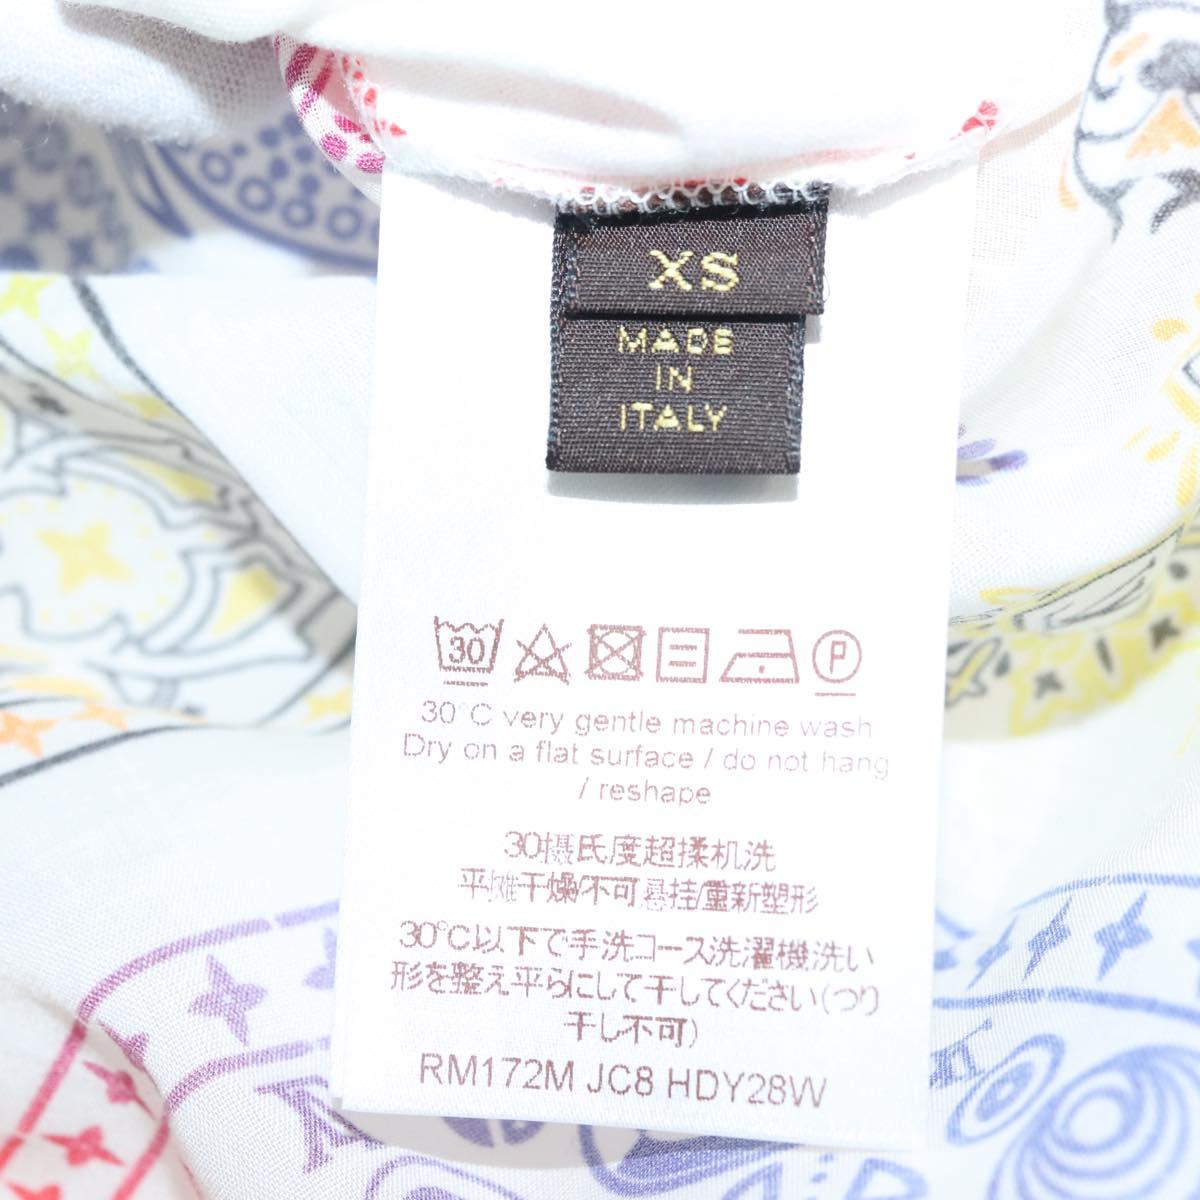 XS
MADE
IN
ITALY
30
P
30°C very gentle machine wash
Dry on a flat surface / do not hang
/ reshape
30摄氏度超揉机洗
平摊干燥/不可悬挂/重新塑形
30°C以下で手洗コース洗濯機洗い
形を整え平らにして干してください(つり
干し不可)
RM172M JC8 HDY28W